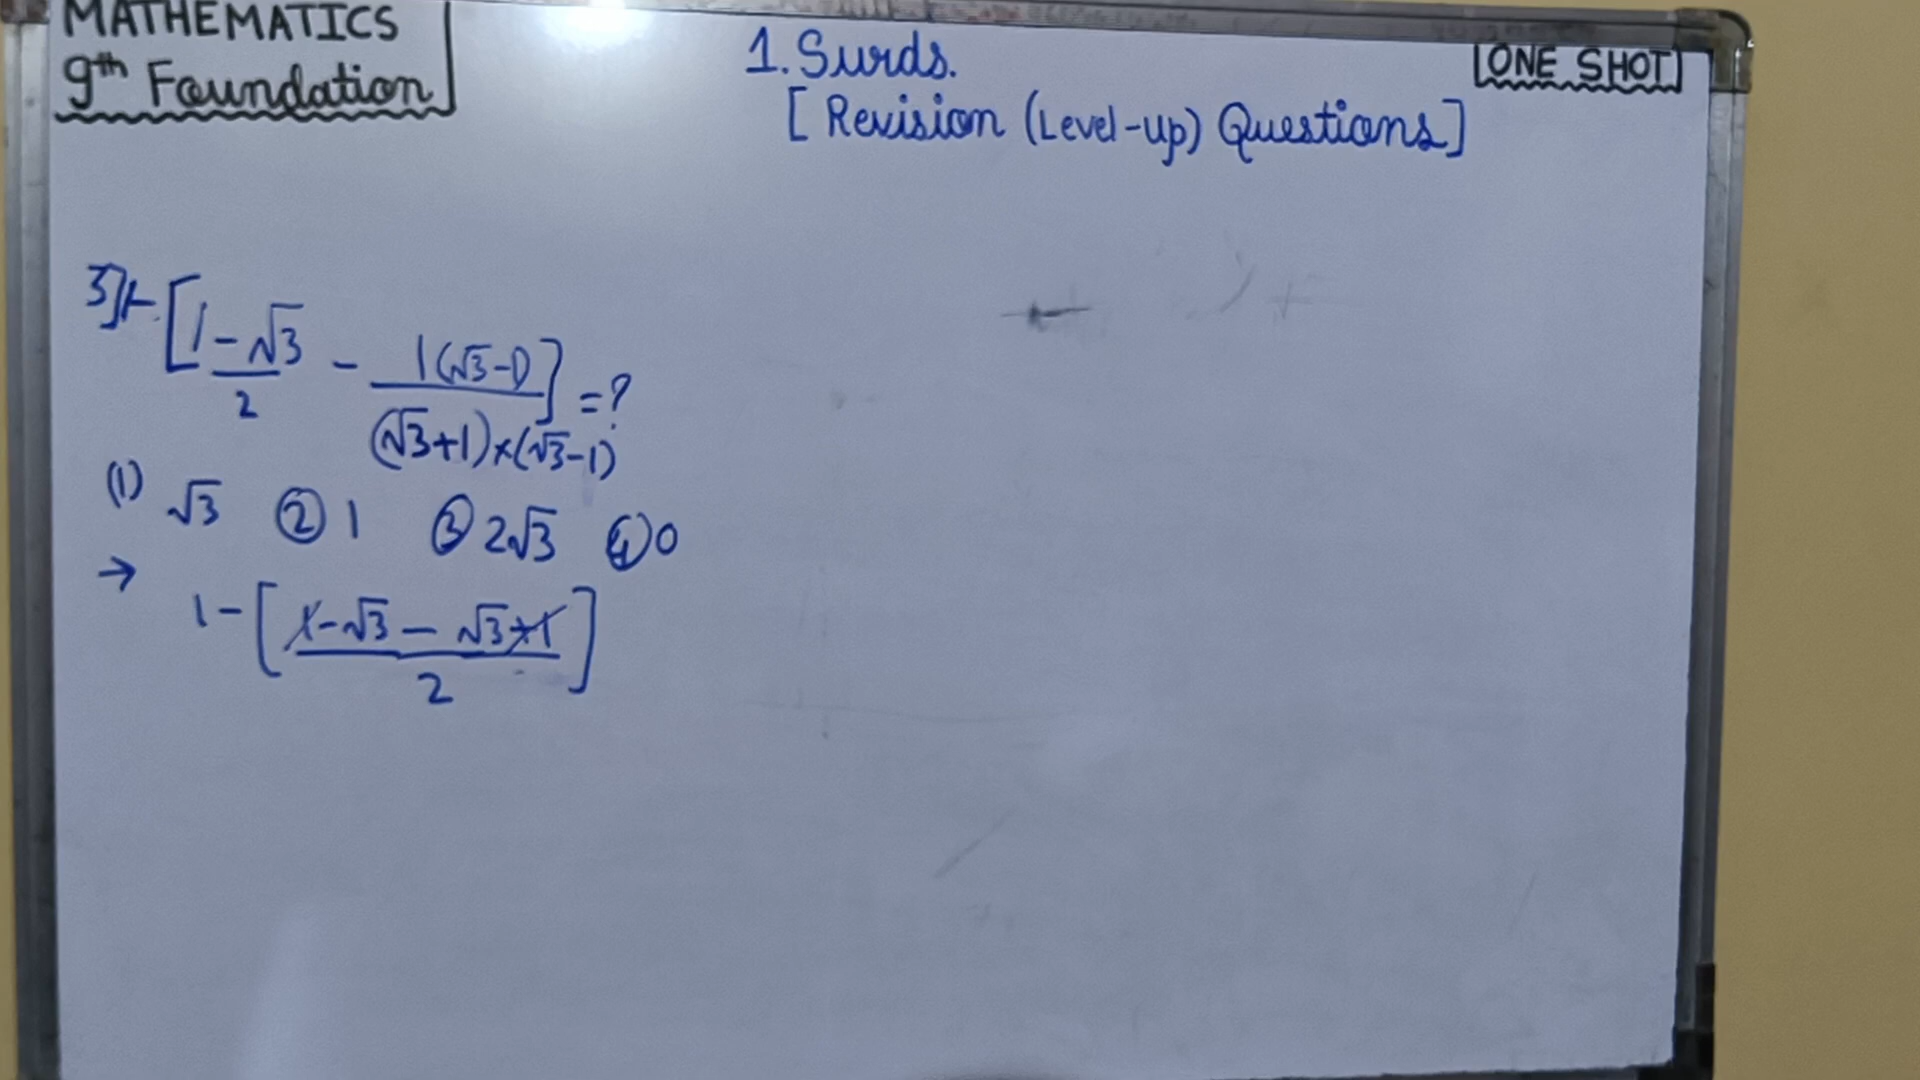 MATHEMATICS
9th Foundation
1. Surds.
[ Revision (Level-up) Questions ]
ONE SHOT
3] 1- [ 1-√3/2 - 1(√3-1)/(√3+1)×(√3-1) ] = ?
(1) √3 ② 1 ③ 2√3 ④ 0
→
1 - [ 1-√3 - √3+1 / 2 ]